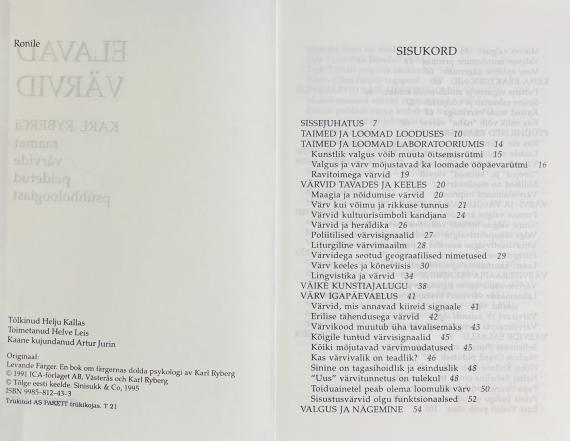 Ronile
Tõlkinud Helju Kallas
Toimetanud Helve Leis
Kaane kujundanud Artur Jurin
Originaal:
Levande Färger. En bok om färgernas dolda psykologi av Karl Ryberg
© 1991 ICA-förlaget AB, Västerås och Karl Ryberg
© Tõlge eesti keelde. Sinisukk & Co, 1995
ISBN 9985-812-43-3
Trükitud AS PAKETT trükikojas. T 21
SISUKORD
SISSEJUHATUS 7
TAIMED JA LOOMAD LOODUSES 10
TAIMED JA LOOMAD LABORATOORIUMIS 14
Kunstlik valgus võib muuta õitsemisrütmi 15
Valgus ja värv mõjustavad ka loomade ööpäevarütmi 16
Ravitoimega värvid 19
VÄRVID TAVADES JA KEELES 20
Maagia ja nõidumise värvid 20
Värv kui võimu ja rikkuse tunnus 21
Värvid kultuurisümboli kandjana 24
Värvid ja heraldika 26
Poliitilised värvisignaalid 27
Liturgiline värvimaailm 28
Värvidega seotud geograafilised nimetused 29
Värv keeles ja kõneviisis 30
Lingvistika ja värvid 34
VÄIKE KUNSTIAJALUGU 38
VÄRV IGAPÄEVAELUS 41
Värvid, mis annavad kiireid signaale 41
Erilise tähendusega värvid 42
Värvikood muutub üha tavalisemaks 43
Kõigile tuntud värvisignaalid 45
Kõiki mõjutavad värvimuudatused 45
Kas värvivalik on teadlik? 46
Sinine on tagasihoidlik ja esinduslik 48
"Uus" värvitunnetus on tulekul 48
Toiduainetel peab olema loomulik värv 50
Sisustusvärvid olgu funktsionaalsed 52
VALGUS JA NÄGEMINE 54